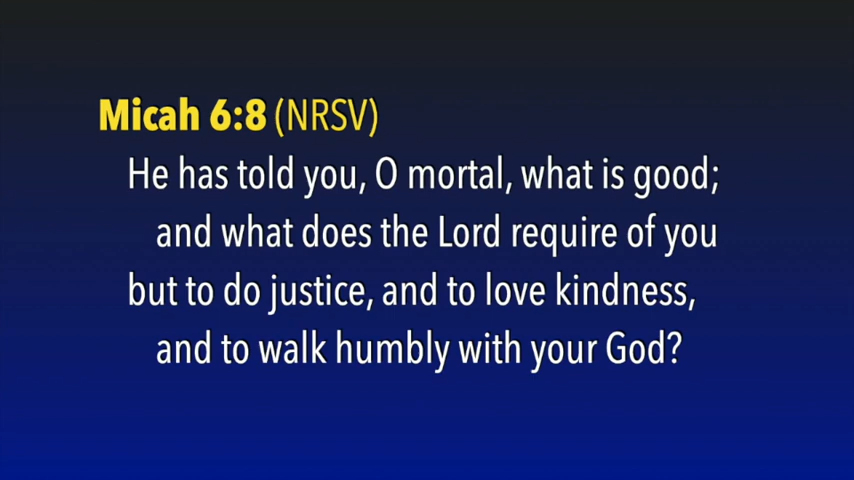 Micah 6:8 (NRSV)
He has told you, O mortal, what is good;
and what does the Lord require of you
but to do justice, and to love kindness,
and to walk humbly with your God?